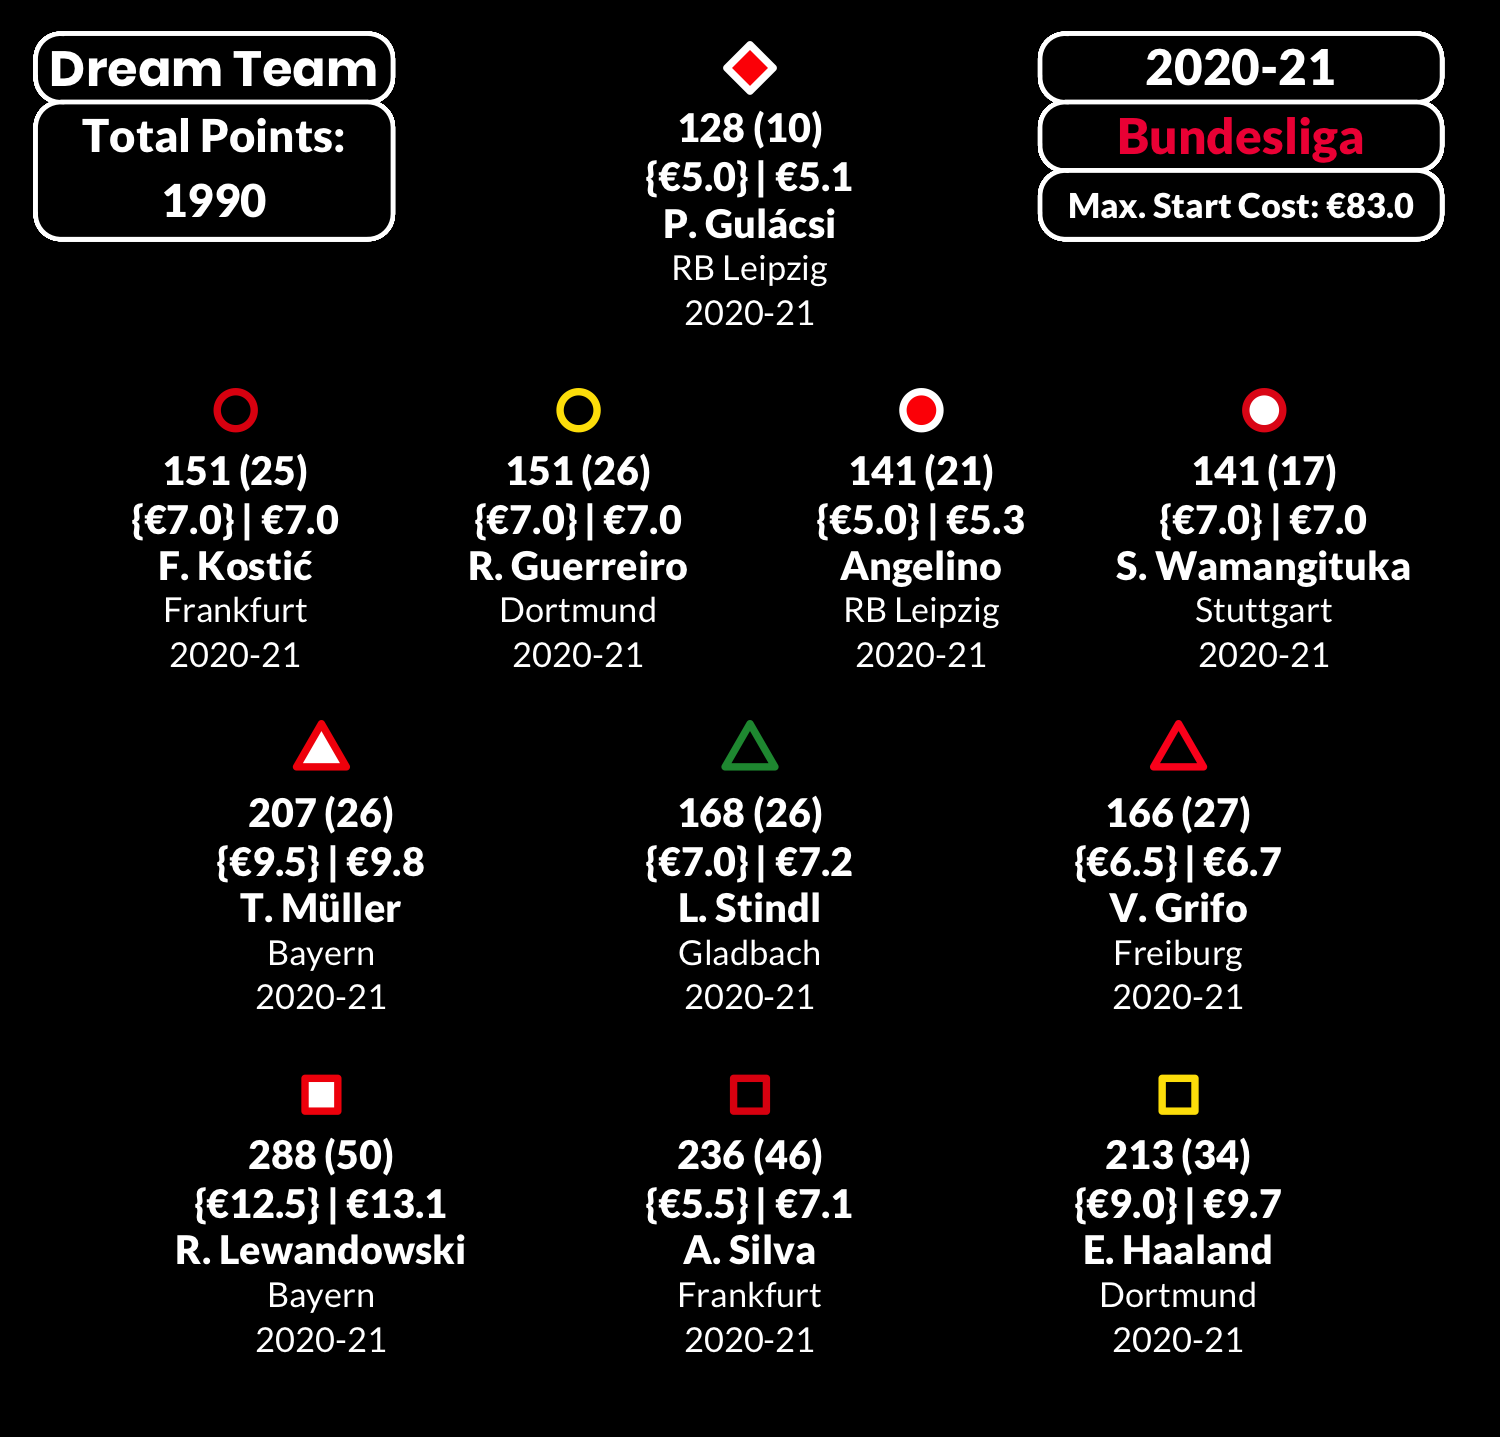 Dream Team
Total Points:
1990
2020-21
Bundesliga
Max. Start Cost: €83.0
128 (10)
{€5.0} | €5.1
P. Gulácsi
RB Leipzig
2020-21
151 (25)
{€7.0} | €7.0
F. Kostić
Frankfurt
2020-21
151 (26)
{€7.0} | €7.0
R. Guerreiro
Dortmund
2020-21
141 (21)
{€5.0} | €5.3
Angelino
RB Leipzig
2020-21
141 (17)
{€7.0} | €7.0
S. Wamangituka
Stuttgart
2020-21
207 (26)
{€9.5} | €9.8
T. Müller
Bayern
2020-21
168 (26)
{€7.0} | €7.2
L. Stindl
Gladbach
2020-21
166 (27)
{€6.5} | €6.7
V. Grifo
Freiburg
2020-21
288 (50)
{€12.5} | €13.1
R. Lewandowski
Bayern
2020-21
236 (46)
{€5.5} | €7.1
A. Silva
Frankfurt
2020-21
213 (34)
{€9.0} | €9.7
E. Haaland
Dortmund
2020-21